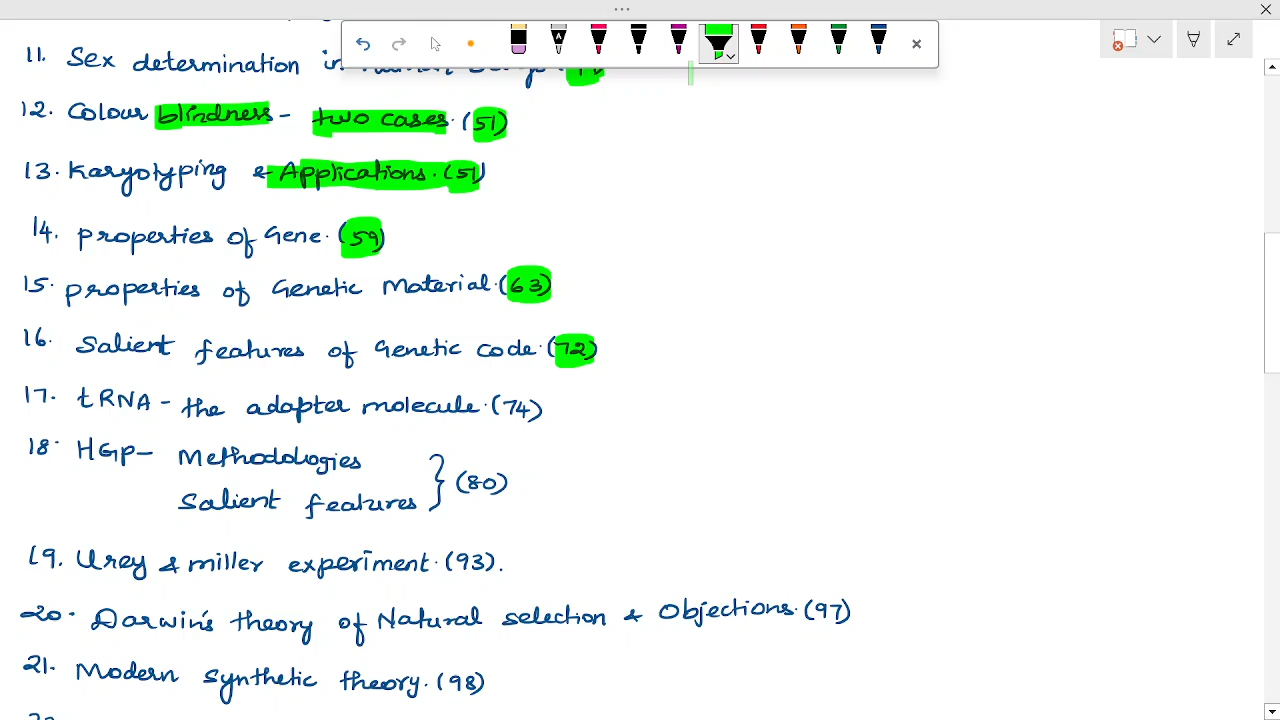 11. Sex determination in
12. Colour blindness - two cases. (51)
13. Karyotyping & Applications. (51)
14. properties of Gene. (59)
15. properties of Genetic Material. (63)
16. Salient features of Genetic code. (72)
17. tRNA - the adapter molecule. (74)
18. HGP- Methodologies
Salient features } (80)
19. Urey & miller experiment. (93).
20. Darwin's theory of Natural selection & Objections. (97)
21. Modern synthetic theory. (98)